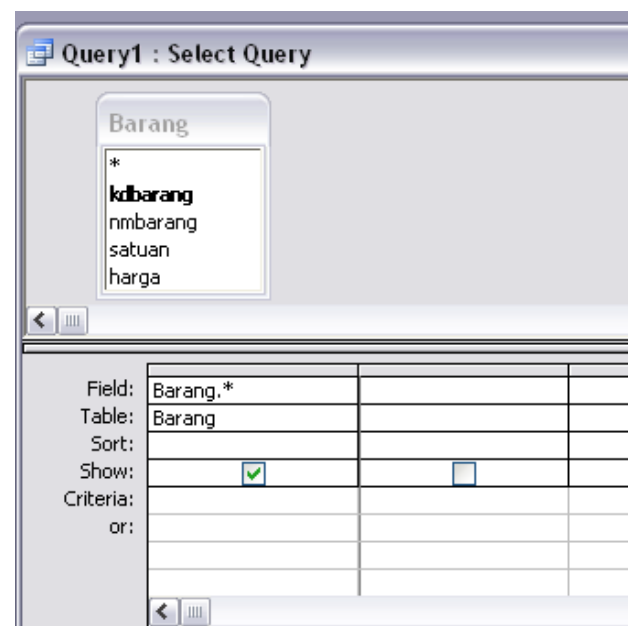 Query1 : Select Query
Barang
*
kdbarang
nmbarang
satuan
harga
Field: Barang.*
Table: Barang
Sort:
Show:
Criteria:
or: